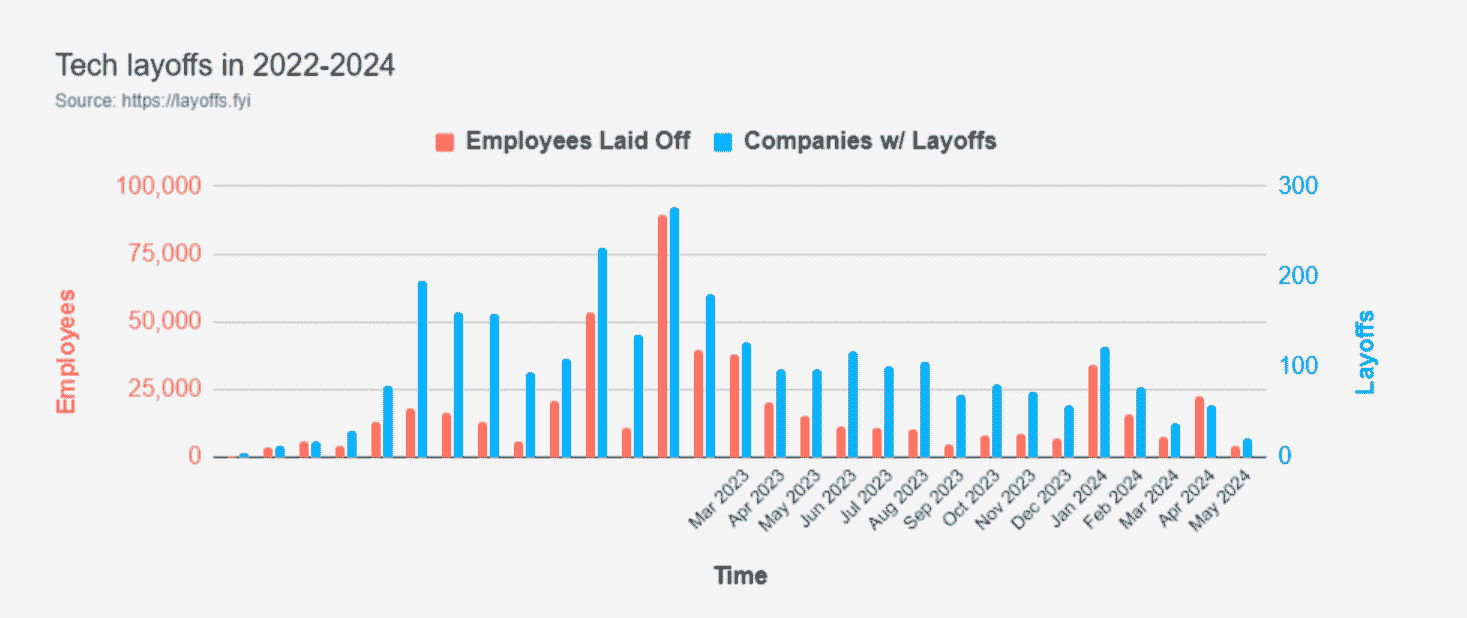 Tech layoffs in 2022-2024
Source: https://layoffs.fyi
Employees Laid Off
Companies w/ Layoffs
100,000
75,000
50,000
25,000
0
Employees
300
200
100
0
Layoffs
Mar 2023
Apr 2023
May 2023
Jun 2023
Jul 2023
Aug 2023
Sep 2023
Oct 2023
Nov 2023
Dec 2023
Jan 2024
Feb 2024
Mar 2024
Apr 2024
May 2024
Time